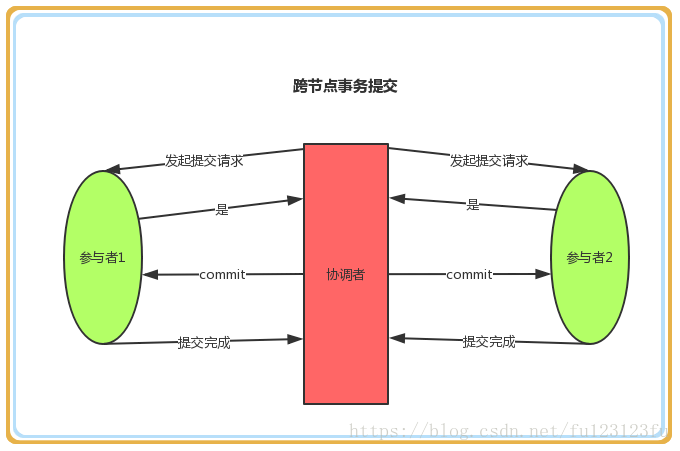 跨节点事务提交
发起提交请求
发起提交请求
是
是
参与者1
参与者2
commit
协调者
commit
提交完成
提交完成
https://blog.csdn.net/fu123123fu